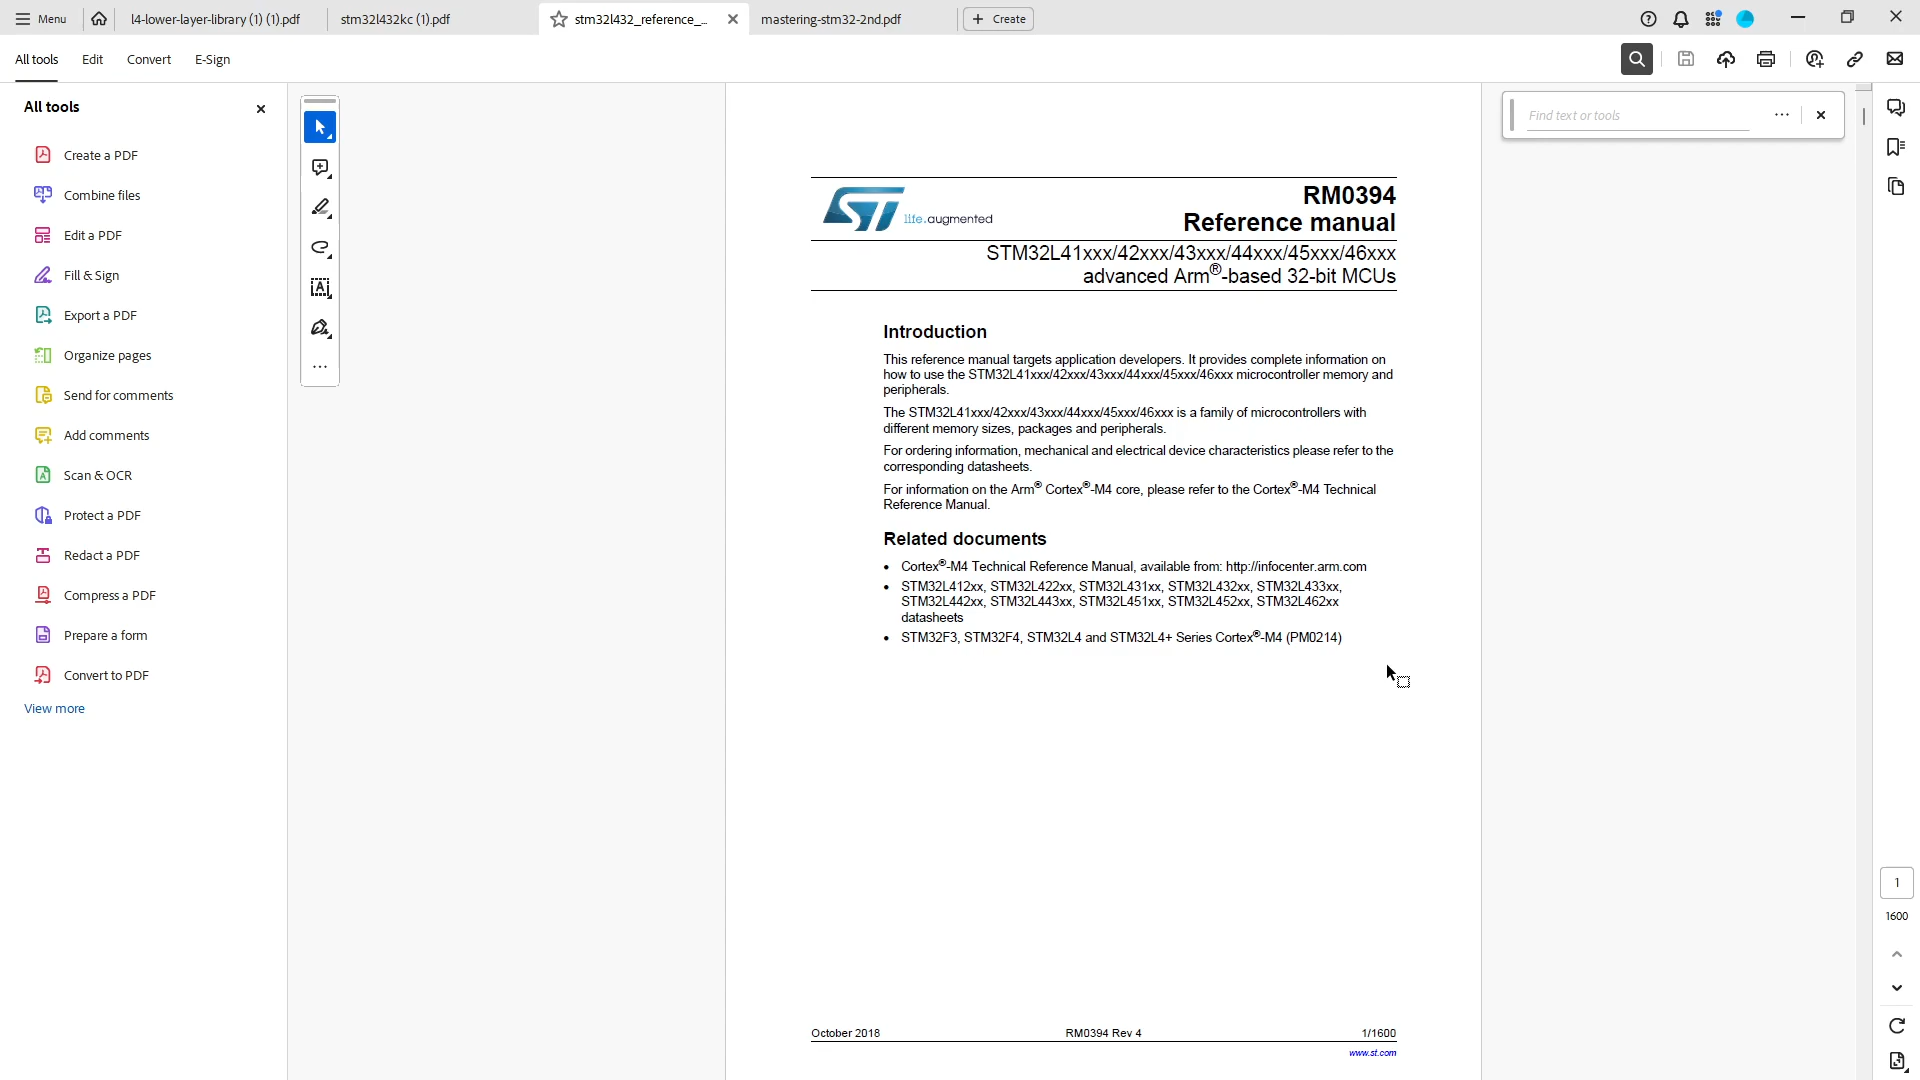 Menu
l4-lower-layer-library (1) (1).pdf
stm32l432kc (1).pdf
stm32l432_reference_...
mastering-stm32-2nd.pdf
Create
All tools
Edit
Convert
E-Sign
All tools
Create a PDF
Combine files
Edit a PDF
Fill & Sign
Export a PDF
Organize pages
Send for comments
Add comments
Scan & OCR
Protect a PDF
Redact a PDF
Compress a PDF
Prepare a form
Convert to PDF
View more
Find text or tools
ST life.augmented
RM0394
Reference manual
STM32L41xxx/42xxx/43xxx/44xxx/45xxx/46xxx
advanced Arm®-based 32-bit MCUs
Introduction
This reference manual targets application developers. It provides complete information on
how to use the STM32L41xxx/42xxx/43xxx/44xxx/45xxx/46xxx microcontroller memory and
peripherals.
The STM32L41xxx/42xxx/43xxx/44xxx/45xxx/46xxx is a family of microcontrollers with
different memory sizes, packages and peripherals.
For ordering information, mechanical and electrical device characteristics please refer to the
corresponding datasheets.
For information on the Arm® Cortex®-M4 core, please refer to the Cortex®-M4 Technical
Reference Manual.
Related documents
• Cortex®-M4 Technical Reference Manual, available from: http://infocenter.arm.com
• STM32L412xx, STM32L422xx, STM32L431xx, STM32L432xx, STM32L433xx,
STM32L442xx, STM32L443xx, STM32L451xx, STM32L452xx, STM32L462xx
datasheets
• STM32F3, STM32F4, STM32L4 and STM32L4+ Series Cortex®-M4 (PM0214)
October 2018
RM0394 Rev 4
1/1600
www.st.com
1
1600